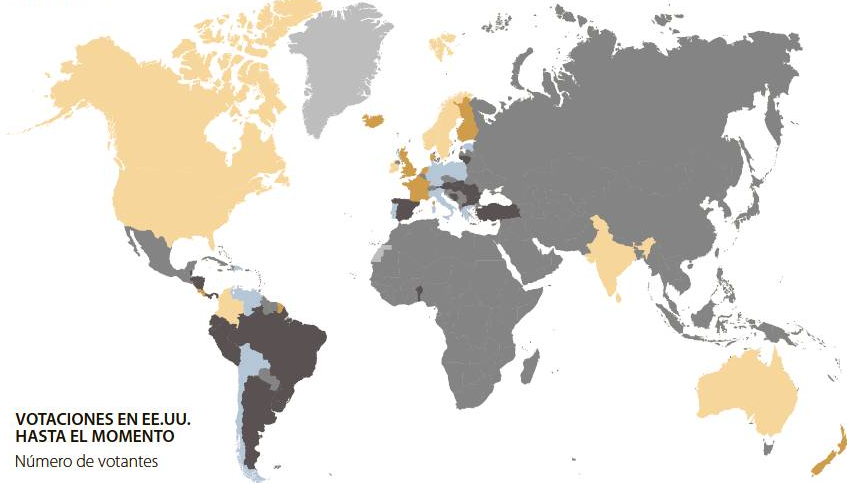 VOTACIONES EN EE.UU.
HASTA EL MOMENTO
Número de votantes